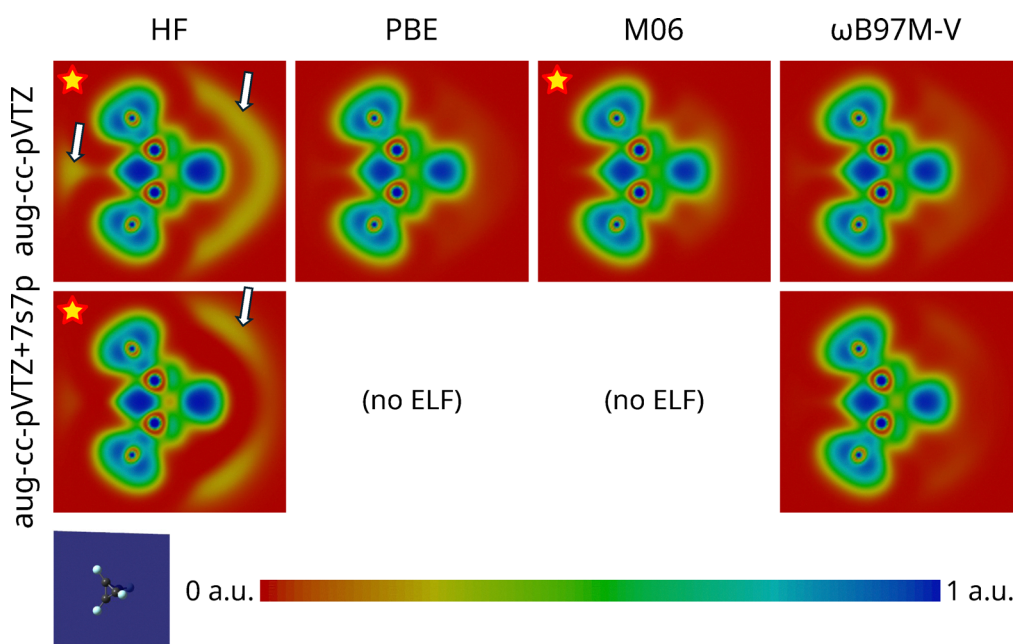 HF PBE M06 ωB97M-V
aug-cc-pVTZ
aug-cc-pVTZ+7s7p
(no ELF) (no ELF)
0 a.u. 1 a.u.